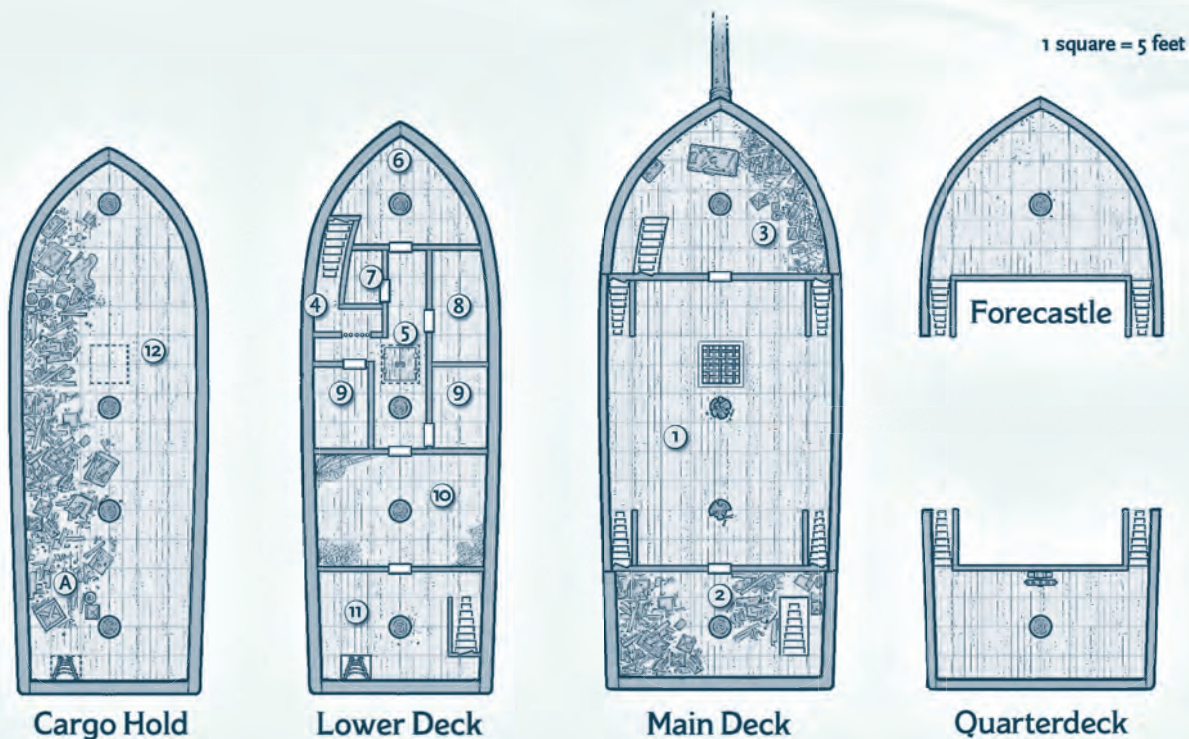 1 square = 5 feet
6
3
7
4
8
5
12
Forecastle
9
9
1
10
A
2
11
Cargo Hold
Lower Deck
Main Deck
Quarterdeck